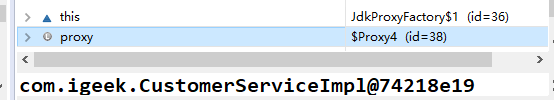 this JdkProxyFactory$1 (id=36)
proxy $Proxy4 (id=38)
com.igeek.CustomerServiceImpl@74218e19